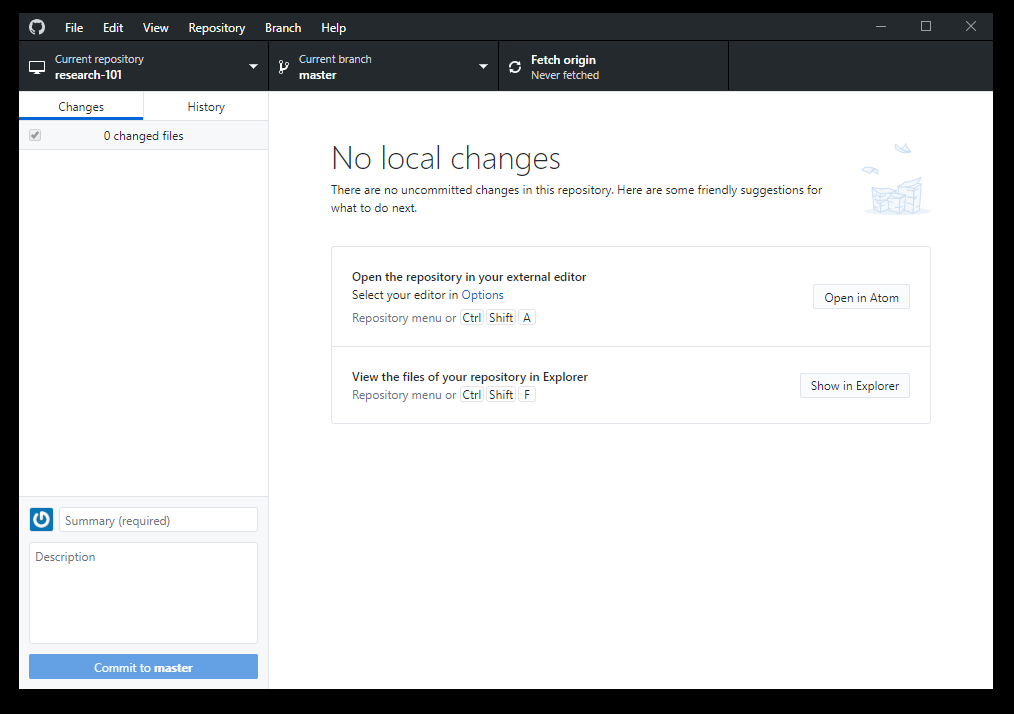 File Edit View Repository Branch Help
Current repository
research-101
Current branch
master
Fetch origin
Never fetched
Changes History
0 changed files
No local changes
There are no uncommitted changes in this repository. Here are some friendly suggestions for
what to do next.
Open the repository in your external editor
Select your editor in Options
Repository menu or Ctrl Shift A
Open in Atom
View the files of your repository in Explorer
Repository menu or Ctrl Shift F
Show in Explorer
Summary (required)
Description
Commit to master